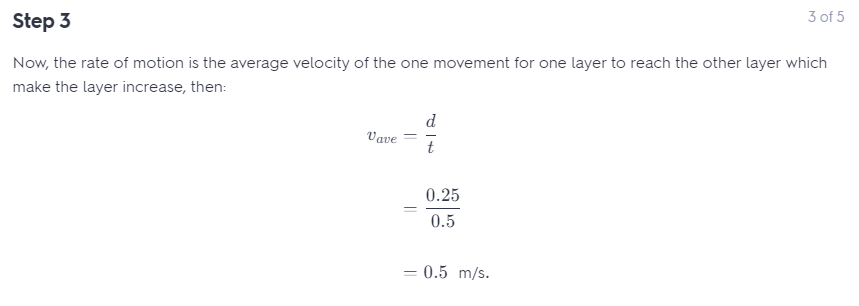 Step 3
3 of 5
Now, the rate of motion is the average velocity of the one movement for one layer to reach the other layer which
make the layer increase, then:
v_ave = d/t
= 0.25/0.5
= 0.5 m/s.